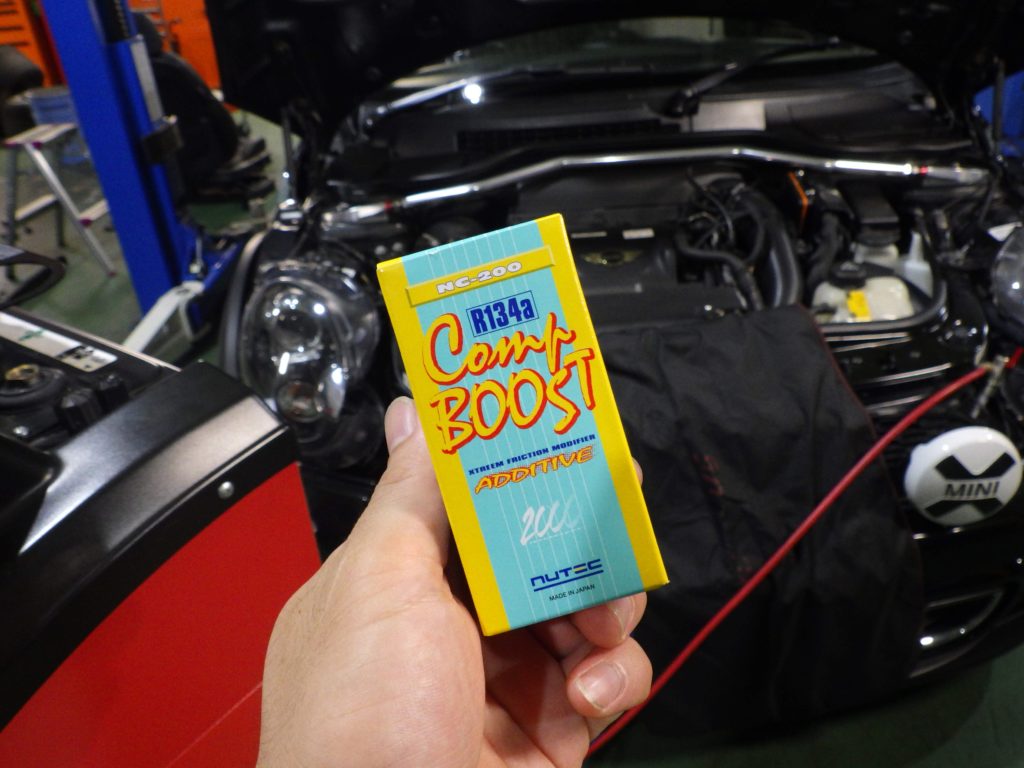 NC-200
R134a
Comp
BOOST
XTREEM FRICTION MODIFIER
ADDITIVE
2000
NUTEC
MADE IN JAPAN
MINI